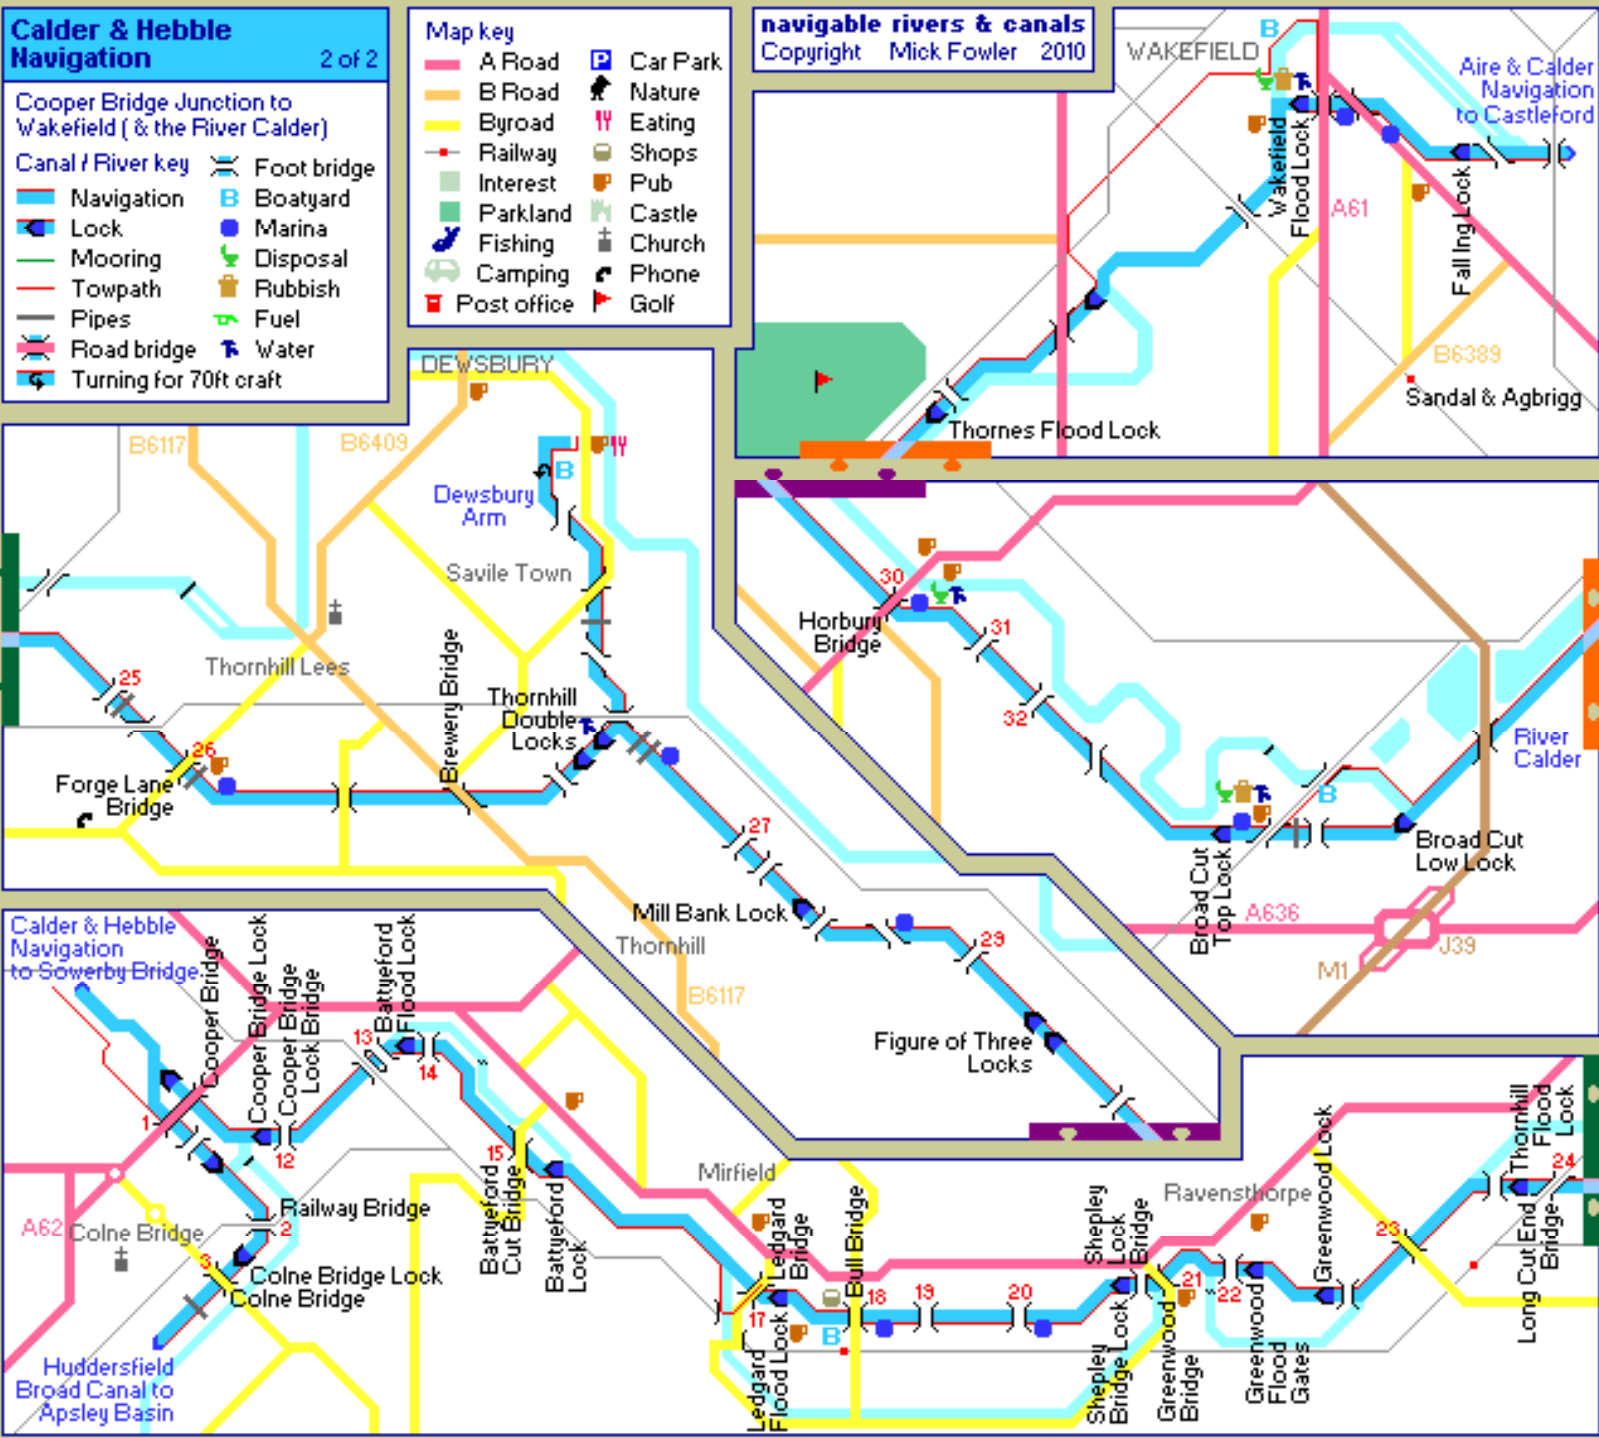 Calder & Hebble
Navigation 2 of 2
Cooper Bridge Junction to
Wakefield ( & the River Calder)
Canal / River key
Navigation
Lock
Mooring
Towpath
Pipes
Road bridge
Turning for 70ft craft
Foot bridge
B Boatyard
Marina
Disposal
Rubbish
Fuel
Water
Map key
A Road
B Road
Byroad
Railway
Interest
Parkland
Fishing
Camping
Post office
P Car Park
Nature
Eating
Shops
Pub
Castle
Church
Phone
Golf
navigable rivers & canals
Copyright Mick Fowler 2010
WAKEFIELD
B
Aire & Calder
Navigation
to Castleford
Wakefield
Flood Lock
A61
Fall Ing Lock
B6389
Sandal & Agbrigg
Thornes Flood Lock
DEWSBURY
B6117
B6409
B
Dewsbury
Arm
Savile Town
Thornhill Lees
25
26
Brewery Bridge
Thornhill
Double
Locks
Forge Lane
Bridge
27
Mill Bank Lock
Thornhill
29
B6117
Figure of Three
Locks
30
Horbury
Bridge
31
32
River
Calder
B
Broad Cut
Top Lock
Broad Cut
Low Lock
A636
J39
M1
Calder & Hebble
Navigation
to Sowerby Bridge
Cooper Bridge
Cooper Bridge Lock
Cooper Bridge
Lock Bridge
Battyeford
Flood Lock
13
14
1
12
15
A62
Colne Bridge
Railway Bridge
2
3
Colne Bridge Lock
Colne Bridge
Huddersfield
Broad Canal to
Apsley Basin
Battyeford
Cut Bridge
Battyeford
Lock
Mirfield
Ledgard
Bridge
17
Ledgard
Flood Lock
Bull Bridge
B
18
19
20
Shepley
Lock
Bridge
Shepley
Bridge Lock
Ravensthorpe
21
22
Greenwood
Bridge
Greenwood
Flood
Gates
Greenwood Lock
23
Thornhill
Flood
Lock
24
Long Cut End
Bridge